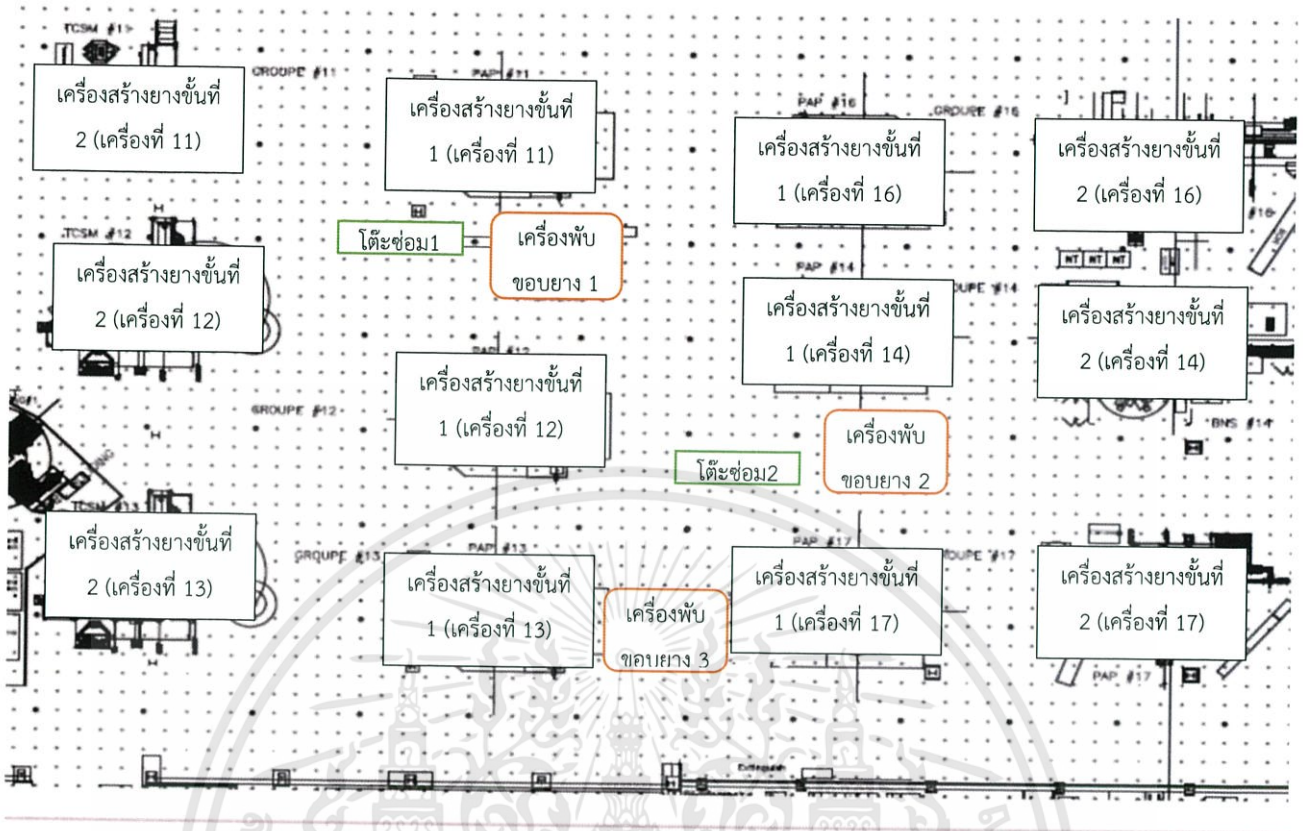 TCSM #11
GROUPE #11
เครื่องสร้างยางขั้นที่
2 (เครื่องที่ 11)
PAP #11
เครื่องสร้างยางขั้นที่
1 (เครื่องที่ 11)
PAP #16
GROUPE #16
เครื่องสร้างยางขั้นที่
1 (เครื่องที่ 16)
เครื่องสร้างยางขั้นที่
2 (เครื่องที่ 16)
#16
TCSM #12
เครื่องสร้างยางขั้นที่
2 (เครื่องที่ 12)
โต๊ะซ่อม1
เครื่องพับ
ขอบยาง 1
PAP #14
เครื่องสร้างยางขั้นที่
1 (เครื่องที่ 14)
OUPE #14
NT NT NT
เครื่องสร้างยางขั้นที่
2 (เครื่องที่ 14)
BNS #14
PAP #12
GROUPE #12
เครื่องสร้างยางขั้นที่
1 (เครื่องที่ 12)
โต๊ะซ่อม2
เครื่องพับ
ขอบยาง 2
TCSM #13
เครื่องสร้างยางขั้นที่
2 (เครื่องที่ 13)
GROUPE #13
PAP #13
เครื่องสร้างยางขั้นที่
1 (เครื่องที่ 13)
เครื่องพับ
ขอบยาง 3
PAP #17
OUPE #17
เครื่องสร้างยางขั้นที่
1 (เครื่องที่ 17)
เครื่องสร้างยางขั้นที่
2 (เครื่องที่ 17)
PAP #17